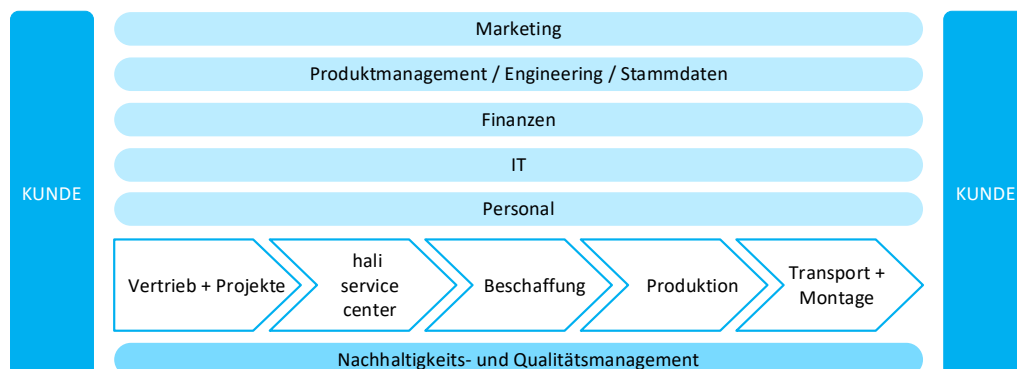 Marketing
Produktmanagement / Engineering / Stammdaten
Finanzen
IT
Personal
KUNDE
KUNDE
Vertrieb + Projekte
hali
service
center
Beschaffung
Produktion
Transport +
Montage
Nachhaltigkeits- und Qualitätsmanagement